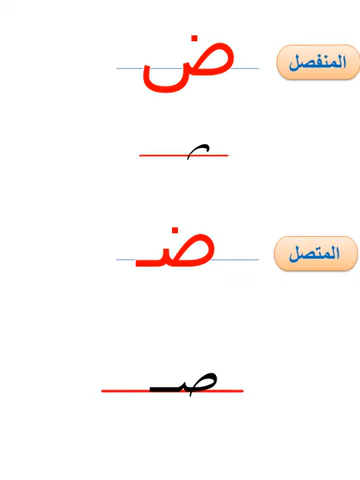 المنفصل
ض
المتصل
ضـ
صـ